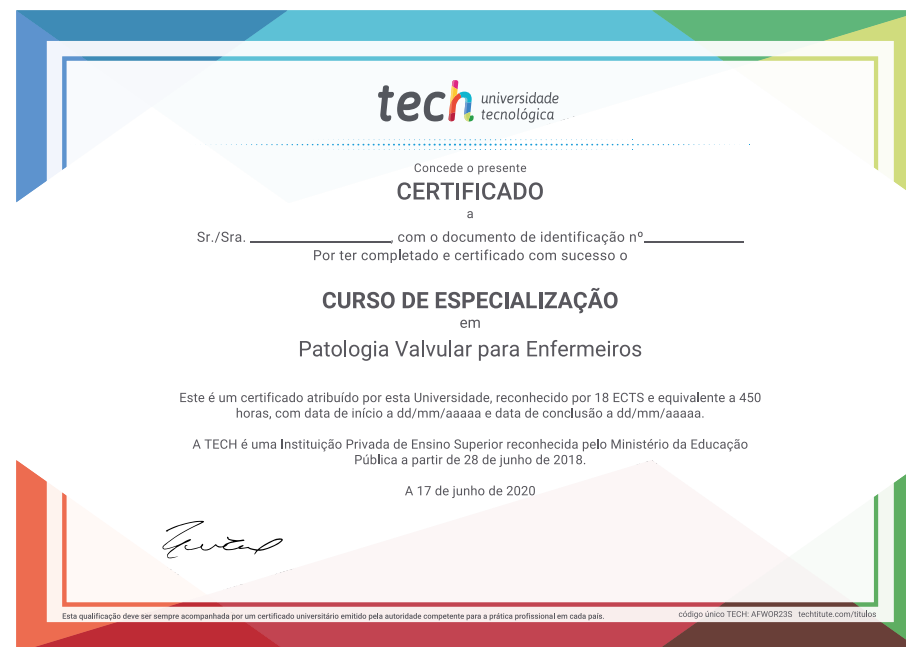 tech universidade
tecnológica
Concede o presente
CERTIFICADO
a
Sr./Sra. , com o documento de identificação nº
Por ter completado e certificado com sucesso o
CURSO DE ESPECIALIZAÇÃO
em
Patologia Valvular para Enfermeiros
Este é um certificado atribuído por esta Universidade, reconhecido por 18 ECTS e equivalente a 450
horas, com data de início a dd/mm/aaaaa e data de conclusão a dd/mm/aaaaa.
A TECH é uma Instituição Privada de Ensino Superior reconhecida pelo Ministério da Educação
Pública a partir de 28 de junho de 2018.
A 17 de junho de 2020
Esta qualificação deve ser sempre acompanhada por um certificado universitário emitido pela autoridade competente para a prática profissional em cada país.
código único TECH: AFWOR23S techtitute.com/titulos